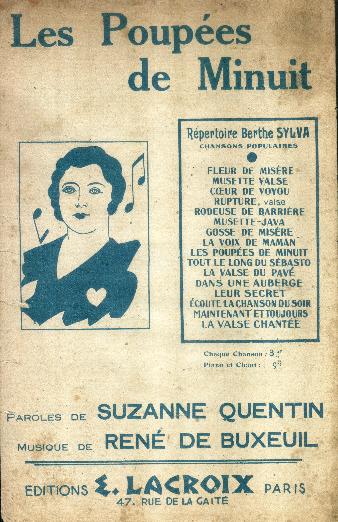 Les Poupées
de Minuit
Répertoire Berthe SYLVA
CHANSONS POPULAIRES
FLEUR DE MISÈRE
MUSETTE VALSE
CŒUR DE VOYOU
RUPTURE, valse
RODEUSE DE BARRIÈRE
MUSETTE-JAVA
GOSSE DE MISÈRE
LA VOIX DE MAMAN
LES POUPÉES DE MINUIT
TOUT LE LONG DU SÉBASTO
LA VALSE DU PAVÉ
DANS UNE AUBERGE
LEUR SECRET
ÉCOUTE LA CHANSON DU SOIR
MAINTENANT ET TOUJOURS
LA VALSE CHANTÉE
Chaque Chanson :
Piano et Chant :
PAROLES DE SUZANNE QUENTIN
MUSIQUE DE RENÉ DE BUXEUIL
EDITIONS E. LACROIX PARIS
47. RUE DE LA GAITÉ